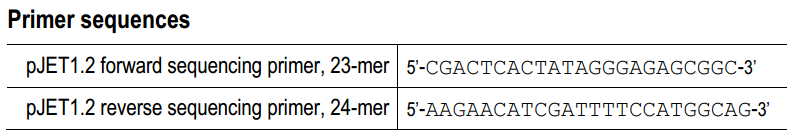 Primer sequences
pJET1.2 forward sequencing primer, 23-mer 5’-CGACTCACTATAGGGAGAGCGGC-3’
pJET1.2 reverse sequencing primer, 24-mer 5’-AAGAACATCGATTTTCCATGGCAG-3’